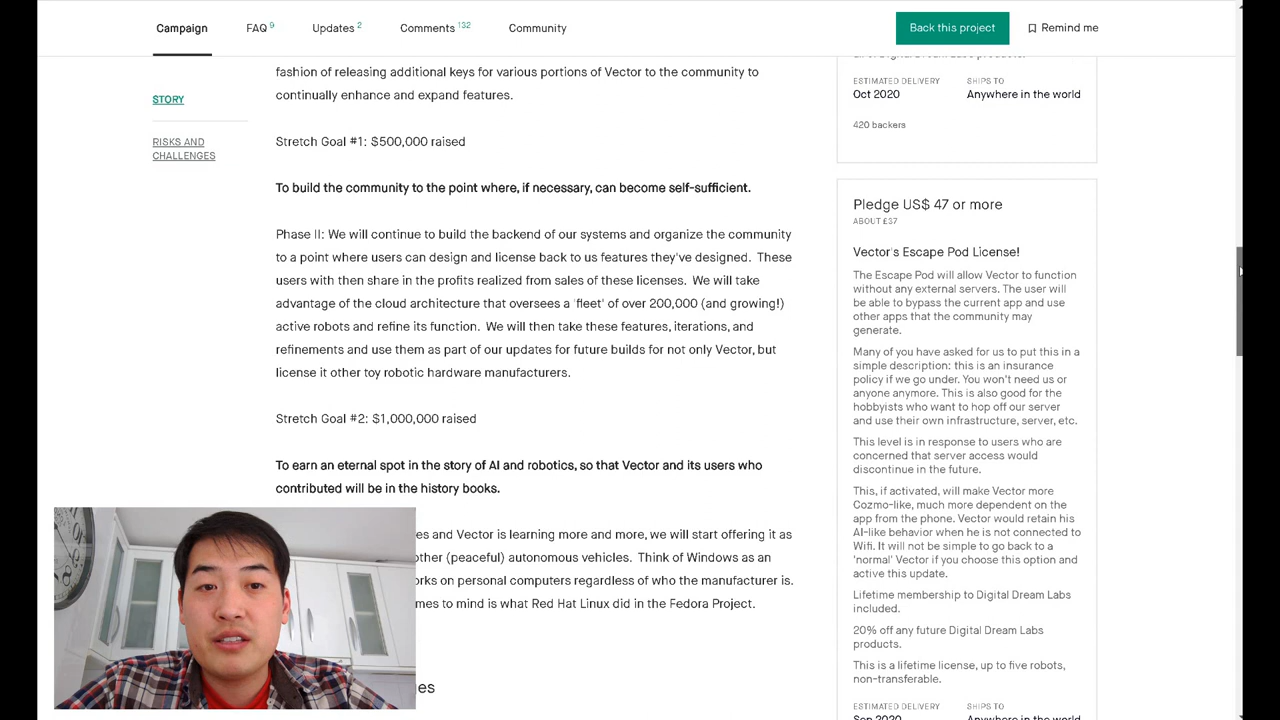 Campaign
FAQ 9
Updates 2
Comments 132
Community
Back this project
Remind me
STORY
RISKS AND
CHALLENGES
fashion of releasing additional keys for various portions of Vector to the community to
continually enhance and expand features.
Stretch Goal #1: $500,000 raised
To build the community to the point where, if necessary, can become self-sufficient.
Phase II: We will continue to build the backend of our systems and organize the community
to a point where users can design and license back to us features they've designed. These
users with then share in the profits realized from sales of these licenses. We will take
advantage of the cloud architecture that oversees a 'fleet' of over 200,000 (and growing!)
active robots and refine its function. We will then take these features, iterations, and
refinements and use them as part of our updates for future builds for not only Vector, but
license it other toy robotic hardware manufacturers.
Stretch Goal #2: $1,000,000 raised
To earn an eternal spot in the story of AI and robotics, so that Vector and its users who
contributed will be in the history books.
es and Vector is learning more and more, we will start offering it as
other (peaceful) autonomous vehicles. Think of Windows as an
orks on personal computers regardless of who the manufacturer is.
mes to mind is what Red Hat Linux did in the Fedora Project.
es
ESTIMATED DELIVERY
Oct 2020
SHIPS TO
Anywhere in the world
420 backers
Pledge US$ 47 or more
ABOUT £37
Vector's Escape Pod License!
The Escape Pod will allow Vector to function
without any external servers. The user will
be able to bypass the current app and use
other apps that the community may
generate.
Many of you have asked for us to put this in a
simple description: this is an insurance
policy if we go under. You won't need us or
anyone anymore. This is also good for the
hobbyists who want to hop off our server
and use their own infrastructure, server, etc.
This level is in response to users who are
concerned that server access would
discontinue in the future.
This, if activated, will make Vector more
Cozmo-like, much more dependent on the
app from the phone. Vector would retain his
AI-like behavior when he is not connected to
Wifi. It will not be simple to go back to a
'normal' Vector if you choose this option and
active this update.
Lifetime membership to Digital Dream Labs
included.
20% off any future Digital Dream Labs
products.
This is a lifetime license, up to five robots,
non-transferable.
ESTIMATED DELIVERY
Sep 2020
SHIPS TO
Anywhere in the world